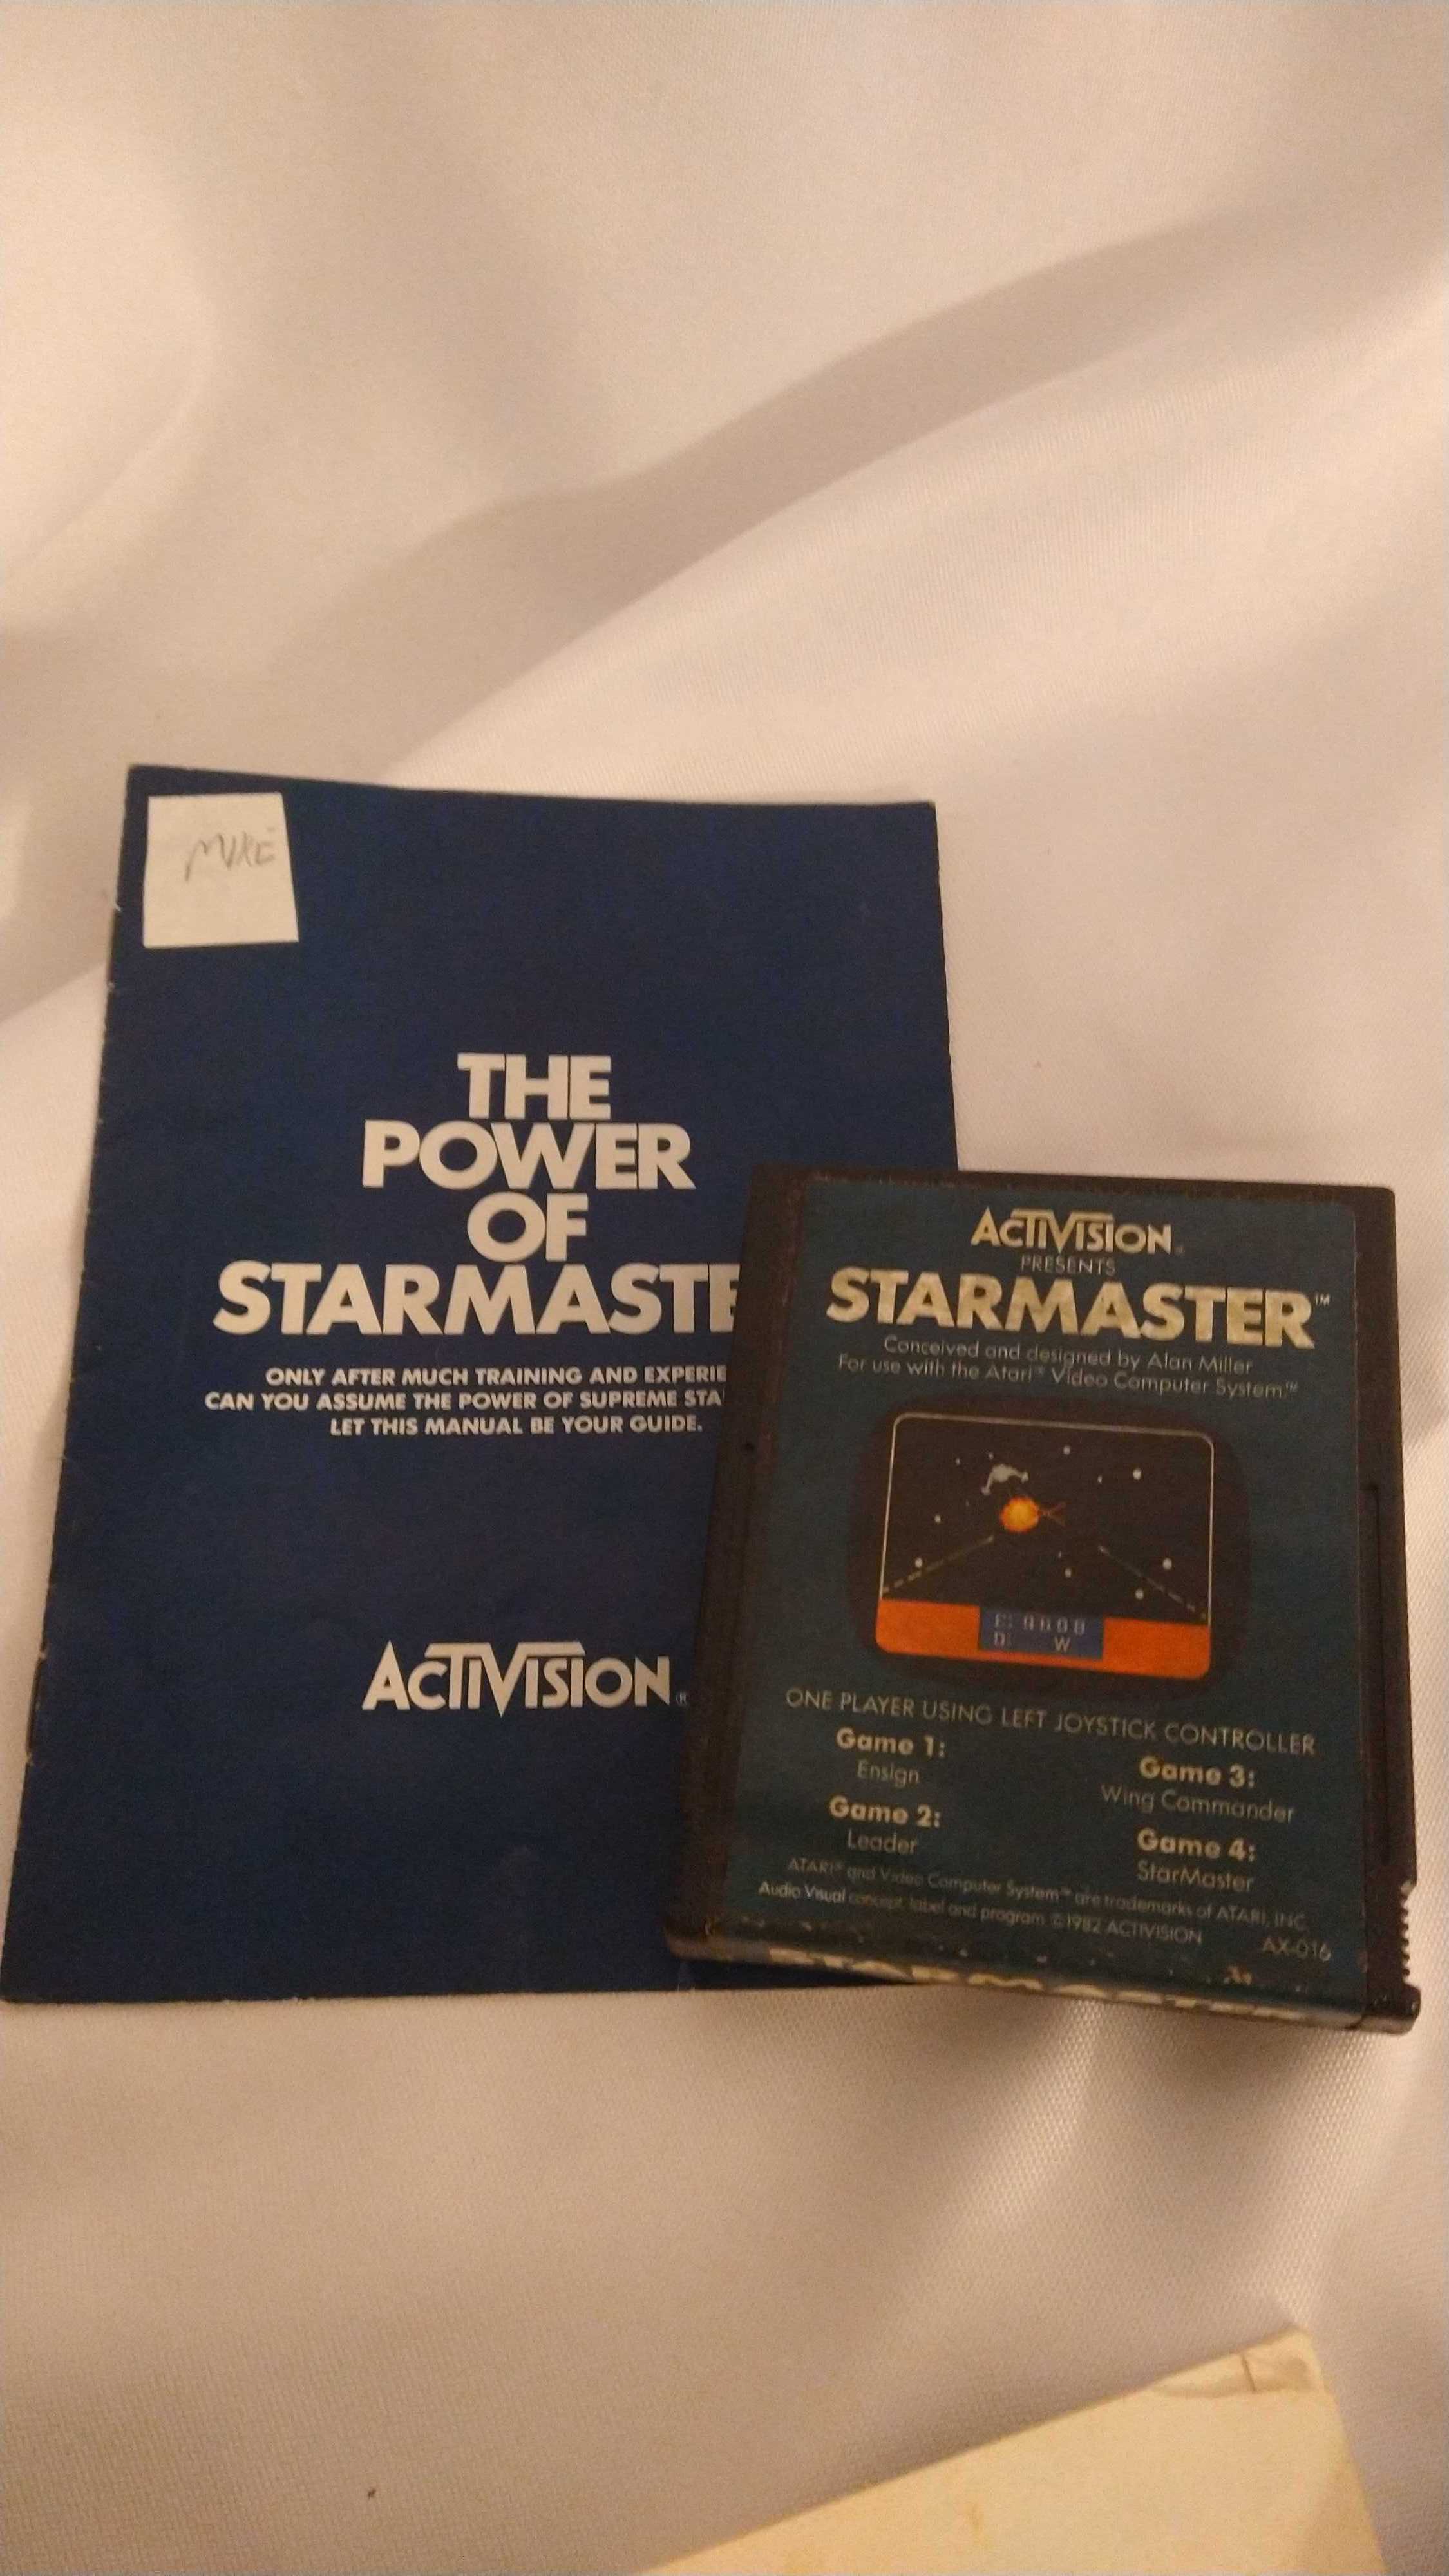 MIKE
THE
POWER
OF
STARMASTE
ONLY AFTER MUCH TRAINING AND EXPERIE
CAN YOU ASSUME THE POWER OF SUPREME STA
LET THIS MANUAL BE YOUR GUIDE.
ACTIVISION®
ACTIVISION®
PRESENTS
STARMASTER™
Conceived and designed by Alan Miller
For use with the Atari® Video Computer System™
E: 9608
D: W
ONE PLAYER USING LEFT JOYSTICK CONTROLLER
Game 1:
Ensign
Game 2:
Leader
Game 3:
Wing Commander
Game 4:
StarMaster
ATARI® and Video Computer System™ are trademarks of ATARI, INC.
Audio Visual concept, label and program ©1982 ACTIVISION
AX-016
STARMASTER